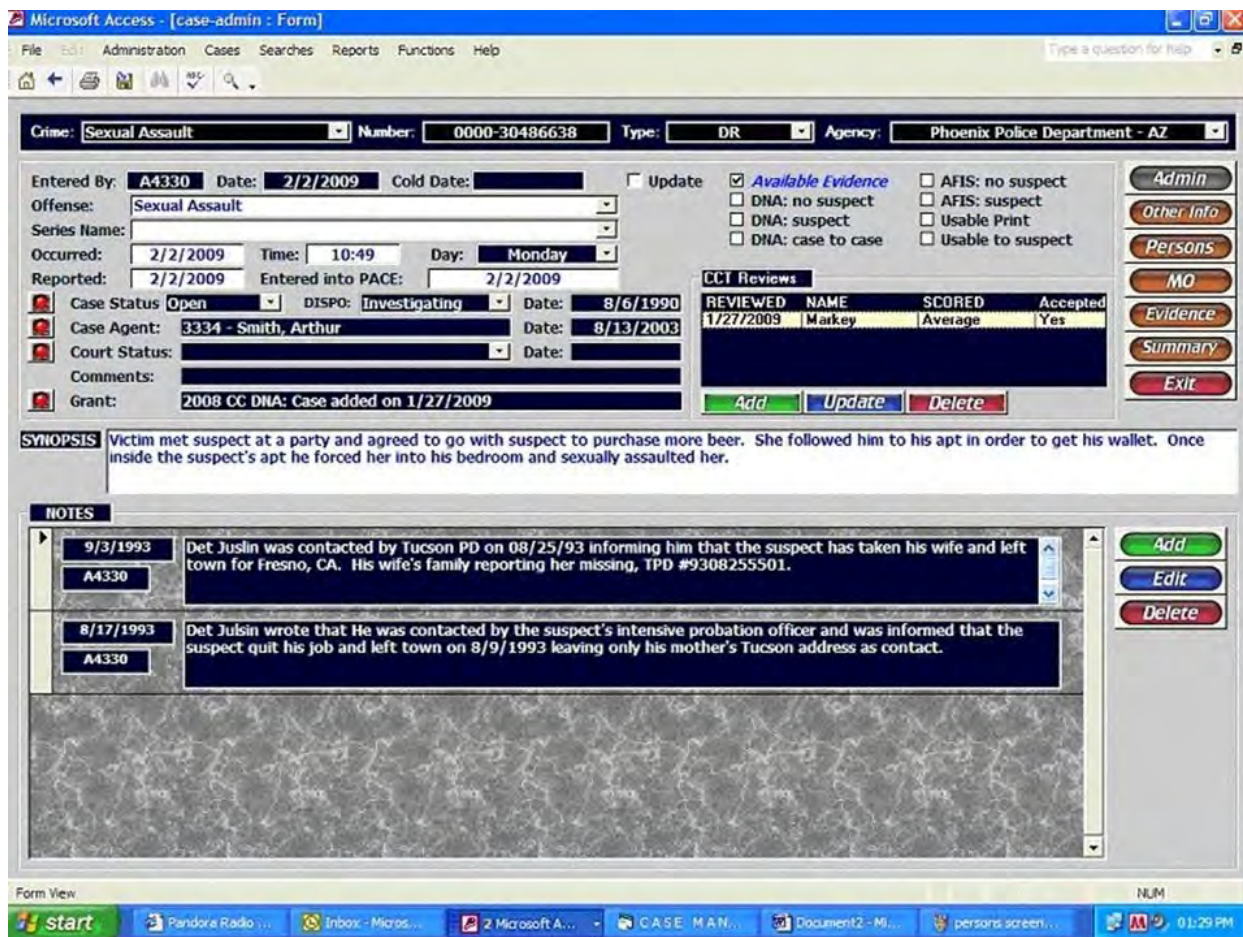 Microsoft Access - [case-admin : Form]
File Edit Administration Cases Searches Reports Functions Help Type a question for help
ABC
Crime: Sexual Assault Number: 0000-30486638 Type: DR Agency: Phoenix Police Department - AZ
Entered By: A4330 Date: 2/2/2009 Cold Date: Update Available Evidence AFIS: no suspect
DNA: no suspect AFIS: suspect
DNA: suspect Usable Print
DNA: case to case Usable to suspect
Offense: Sexual Assault
Series Name:
Occurred: 2/2/2009 Time: 10:49 Day: Monday
Reported: 2/2/2009 Entered into PACE: 2/2/2009
Case Status Open DISPO: Investigating Date: 8/6/1990
Case Agent: 3334 - Smith, Arthur Date: 8/13/2003
Court Status: Date:
Comments:
Grant: 2008 CC DNA: Case added on 1/27/2009
CCT Reviews
REVIEWED NAME SCORED Accepted
1/27/2009 Markey Average Yes
Add Update Delete
Admin
Other Info
Persons
MO
Evidence
Summary
Exit
SYNOPSIS Victim met suspect at a party and agreed to go with suspect to purchase more beer. She followed him to his apt in order to get his wallet. Once
inside the suspect's apt he forced her into his bedroom and sexually assaulted her.
NOTES
9/3/1993
A4330
Det Juslin was contacted by Tucson PD on 08/25/93 informing him that the suspect has taken his wife and left
town for Fresno, CA. His wife's family reporting her missing, TPD #9308255501.
8/17/1993
A4330
Det Julsin wrote that He was contacted by the suspect's intensive probation officer and was informed that the
suspect quit his job and left town on 8/9/1993 leaving only his mother's Tucson address as contact.
Add
Edit
Delete
Form View NUM
start Pandora Radio ... Inbox - Micros... 2 Microsoft A... CASE MAN... Document2 - Mi... persons screen... 01:29 PM